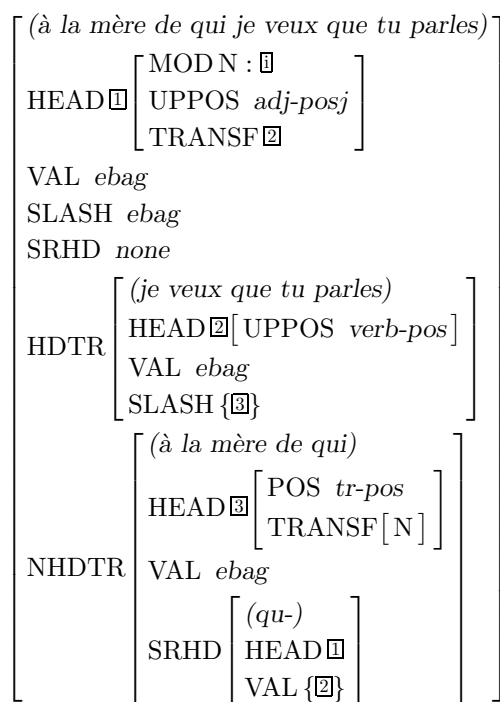 (à la mère de qui je veux que tu parles)
MOD N : i
HEAD 1 UPPOS adj-posj
TRANSF 2
VAL ebag
SLASH ebag
SRHD none
(je veux que tu parles)
HEAD 2 [ UPPOS verb-pos ]
HDTR
VAL ebag
SLASH {3}
(à la mère de qui)
POS tr-pos
HEAD 3
TRANSF [ N ]
NHDTR VAL ebag
(qu-)
SRHD HEAD 1
VAL {2}